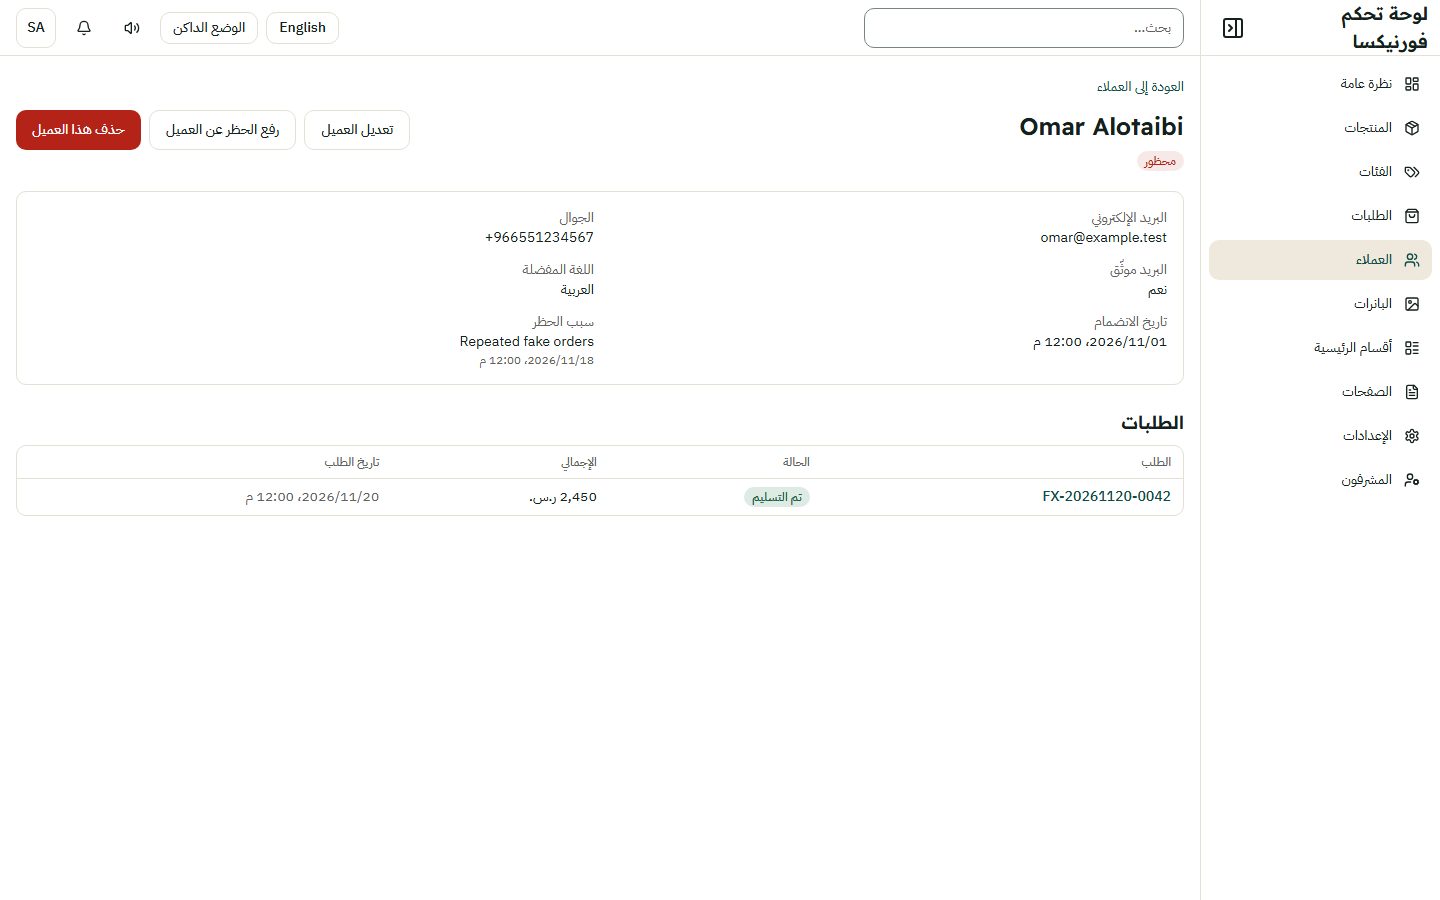 لوحة تحكم
فورنيكسا
بحث...
English
الوضع الداكن
SA
نظرة عامة
المنتجات
الفئات
الطلبات
العملاء
البانرات
أقسام الرئيسية
الصفحات
الإعدادات
المشرفون
العودة إلى العملاء
Omar Alotaibi
محظور
تعديل العميل
رفع الحظر عن العميل
حذف هذا العميل
البريد الإلكتروني
omar@example.test
الجوال
+966551234567
البريد موثّق
نعم
اللغة المفضلة
العربية
تاريخ الانضمام
2026/11/01، 12:00 م
سبب الحظر
Repeated fake orders
2026/11/18، 12:00 م
الطلبات
الطلب الحالة الإجمالي تاريخ الطلب
FX-20261120-0042 تم التسليم 2,450 ر.س. 2026/11/20، 12:00 م